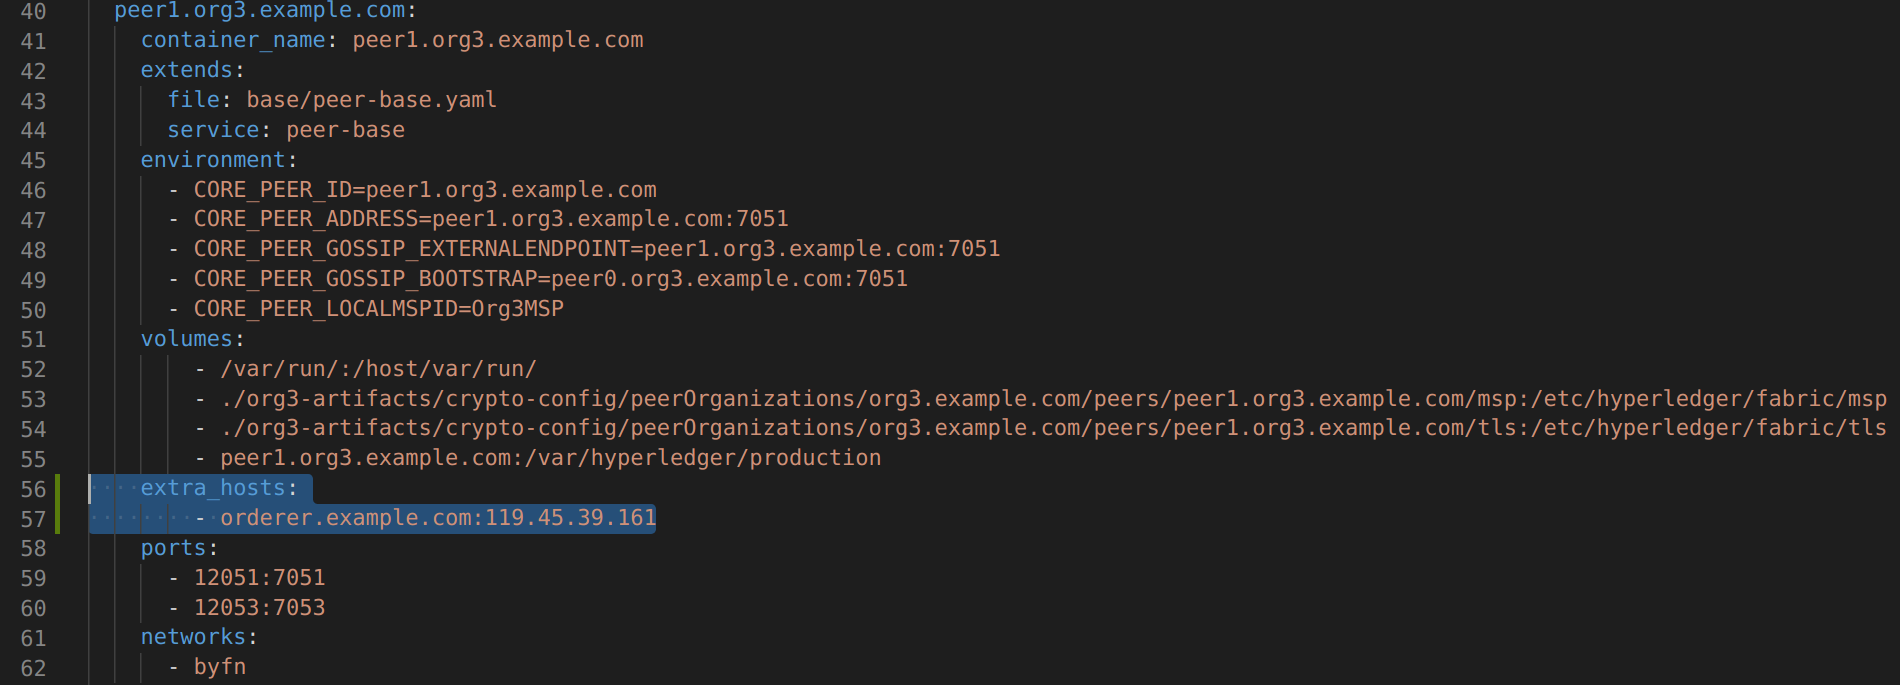 40 peer1.org3.example.com:
41 container_name: peer1.org3.example.com
42 extends:
43 file: base/peer-base.yaml
44 service: peer-base
45 environment:
46 - CORE_PEER_ID=peer1.org3.example.com
47 - CORE_PEER_ADDRESS=peer1.org3.example.com:7051
48 - CORE_PEER_GOSSIP_EXTERNALENDPOINT=peer1.org3.example.com:7051
49 - CORE_PEER_GOSSIP_BOOTSTRAP=peer0.org3.example.com:7051
50 - CORE_PEER_LOCALMSPID=Org3MSP
51 volumes:
52 - /var/run/:/host/var/run/
53 - ./org3-artifacts/crypto-config/peerOrganizations/org3.example.com/peers/peer1.org3.example.com/msp:/etc/hyperledger/fabric/msp
54 - ./org3-artifacts/crypto-config/peerOrganizations/org3.example.com/peers/peer1.org3.example.com/tls:/etc/hyperledger/fabric/tls
55 - peer1.org3.example.com:/var/hyperledger/production
56 extra_hosts:
57 - orderer.example.com:119.45.39.161
58 ports:
59 - 12051:7051
60 - 12053:7053
61 networks:
62 - byfn